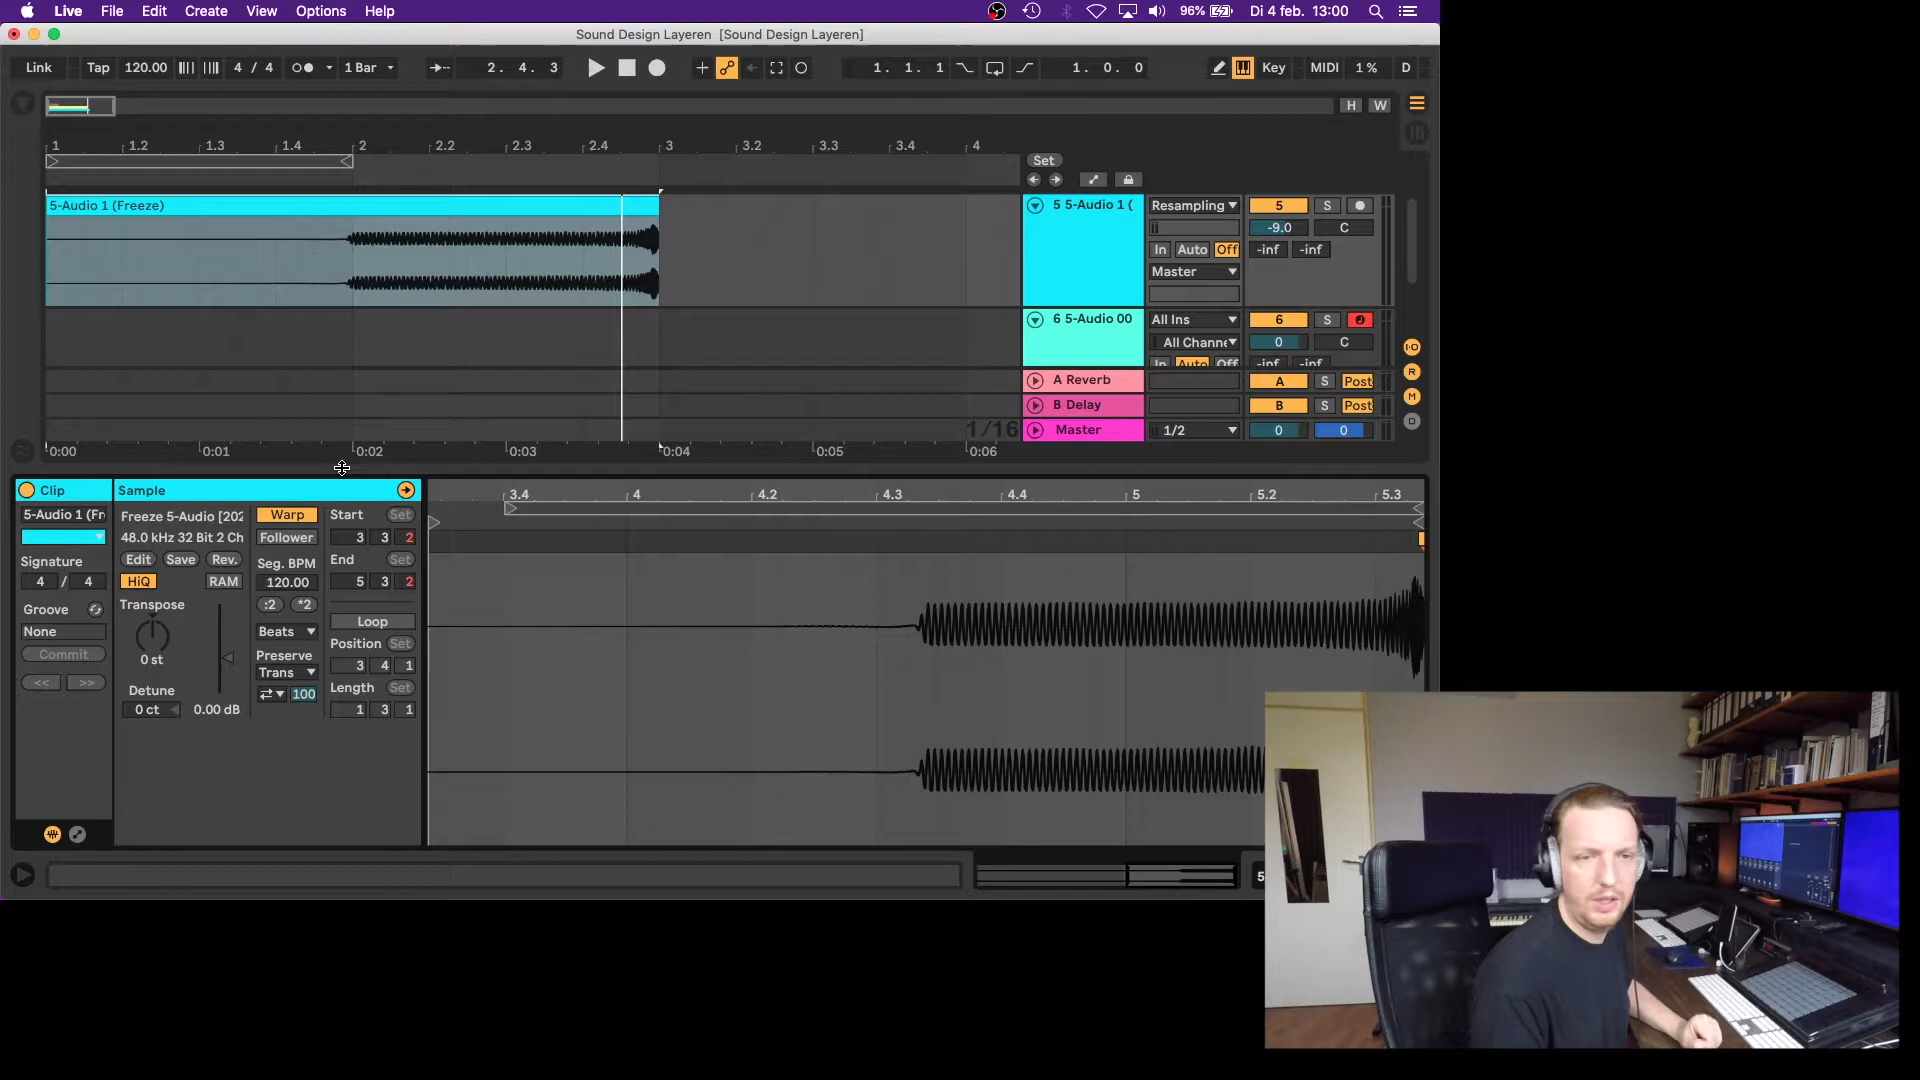 Live File Edit Create View Options Help 96% Di 4 feb. 13:00
Sound Design Layeren [Sound Design Layeren]
Link Tap 120.00 4 / 4 1 Bar 2. 4. 3 1. 1. 1 1. 0. 0 Key MIDI 1 % D
H W
1 1.2 1.3 1.4 2 2.2 2.3 2.4 3 3.2 3.3 3.4 4
Set
5-Audio 1 (Freeze)
5 5-Audio 1 ( Resampling 5 S
-9.0 C
In Auto Off -inf -inf
Master
6 5-Audio 00 All Ins 6 S
All Channe 0 C
In Auto Off -inf -inf
A Reverb A S Post
B Delay B S Post
1/16 Master 1/2 0 0
0:00 0:01 0:02 0:03 0:04 0:05 0:06
I·O
R
M
D
Clip Sample
3.4 4 4.2 4.3 4.4 5 5.2 5.3
5-Audio 1 (Fr Freeze 5-Audio [202 Warp Start Set
48.0 kHz 32 Bit 2 Ch Follower 3 3 2
Signature Edit Save Rev. Seg. BPM End Set
4 / 4 HiQ RAM 120.00 5 3 2
Groove Transpose :2 *2
None Beats Loop
Commit 0 st Preserve Position Set
Trans 3 4 1
<< >> Detune 100 Length Set
0 ct 0.00 dB 1 3 1